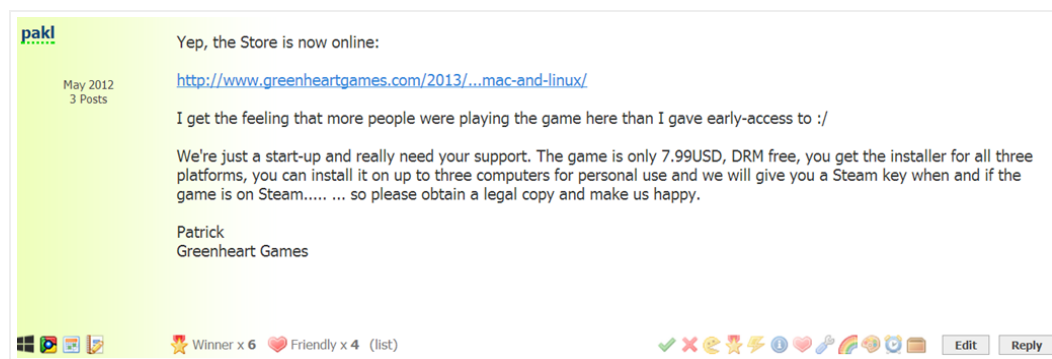 pakl
May 2012
3 Posts
Yep, the Store is now online:
http://www.greenheartgames.com/2013/...mac-and-linux/
I get the feeling that more people were playing the game here than I gave early-access to :/
We're just a start-up and really need your support. The game is only 7.99USD, DRM free, you get the installer for all three
platforms, you can install it on up to three computers for personal use and we will give you a Steam key when and if the
game is on Steam..... ... so please obtain a legal copy and make us happy.
Patrick
Greenheart Games
Winner x 6 Friendly x 4 (list)
Edit Reply